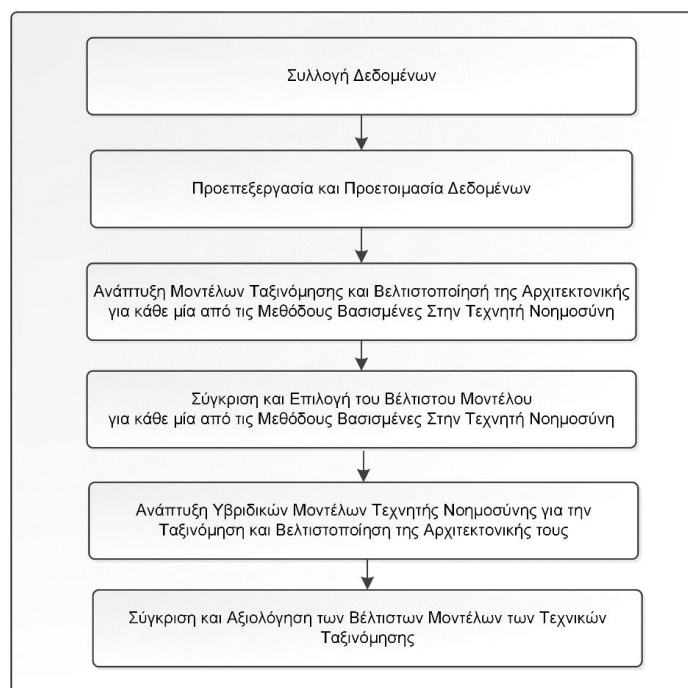 Συλλογή Δεδομένων
Προεπεξεργασία και Προετοιμασία Δεδομένων
Ανάπτυξη Μοντέλων Ταξινόμησης και Βελτιστοποίησή της Αρχιτεκτονικής
για κάθε μία από τις Μεθόδους Βασισμένες Στην Τεχνητή Νοημοσύνη
Σύγκριση και Επιλογή του Βέλτιστου Μοντέλου
για κάθε μία από τις Μεθόδους Βασισμένες Στην Τεχνητή Νοημοσύνη
Ανάπτυξη Υβριδικών Μοντέλων Τεχνητής Νοημοσύνης για την
Ταξινόμηση και Βελτιστοποίηση της Αρχιτεκτονικής τους
Σύγκριση και Αξιολόγηση των Βέλτιστων Μοντέλων των Τεχνικών
Ταξινόμησης